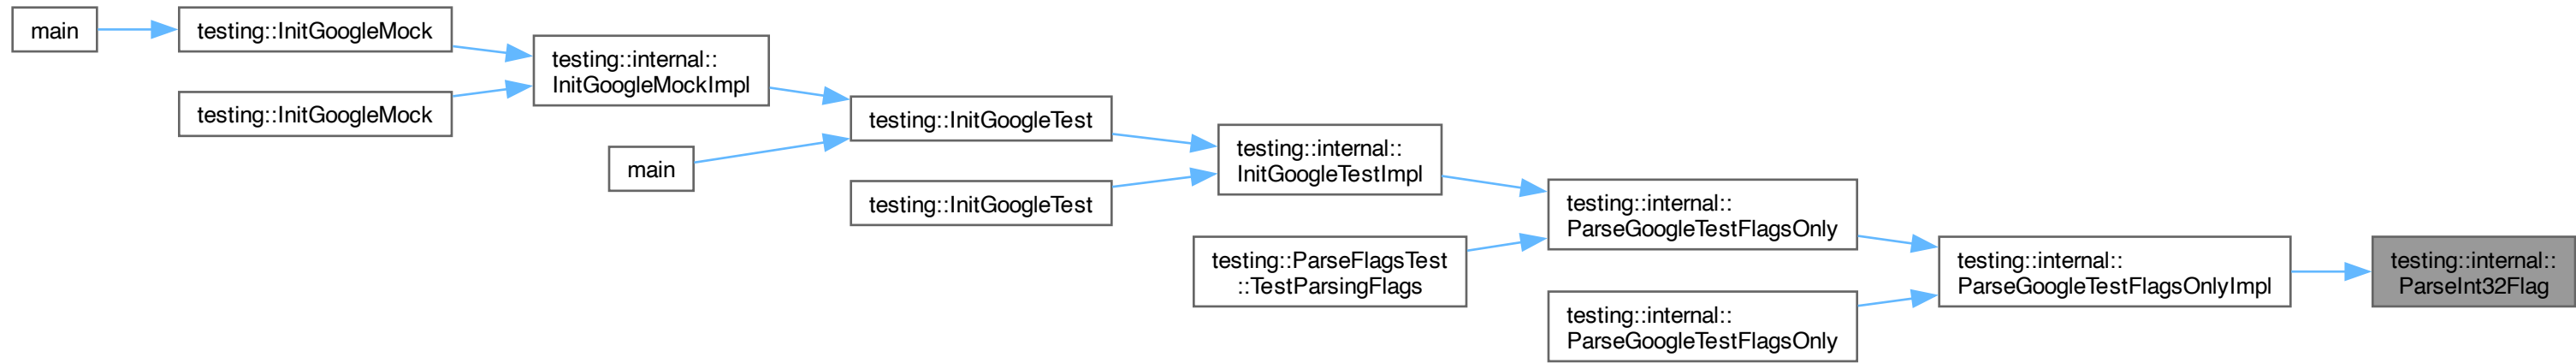 main
testing::InitGoogleMock
testing::InitGoogleMock
testing::internal::
InitGoogleMockImpl
main
testing::InitGoogleTest
testing::InitGoogleTest
testing::internal::
InitGoogleTestImpl
testing::ParseFlagsTest
::TestParsingFlags
testing::internal::
ParseGoogleTestFlagsOnly
testing::internal::
ParseGoogleTestFlagsOnly
testing::internal::
ParseGoogleTestFlagsOnlyImpl
testing::internal::
ParseInt32Flag